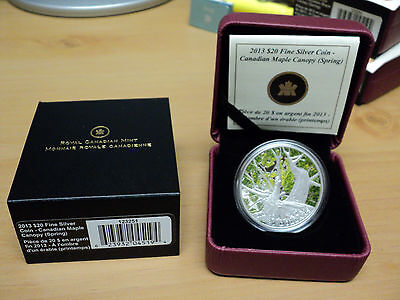 ROYAL CANADIAN MINT
MONNAIE ROYALE CANADIENNE
2013 $20 Fine Silver
Coin - Canadian Maple
Canopy (Spring)
Pièce de 20 $ en argent
fin 2013 - À l'ombre
d'un érable (printemps)
123251
2013 $20 Fine Silver Coin -
Canadian Maple Canopy (Spring)
Pièce de 20 $ en argent fin 2013 -
À l'ombre d'un érable (printemps)